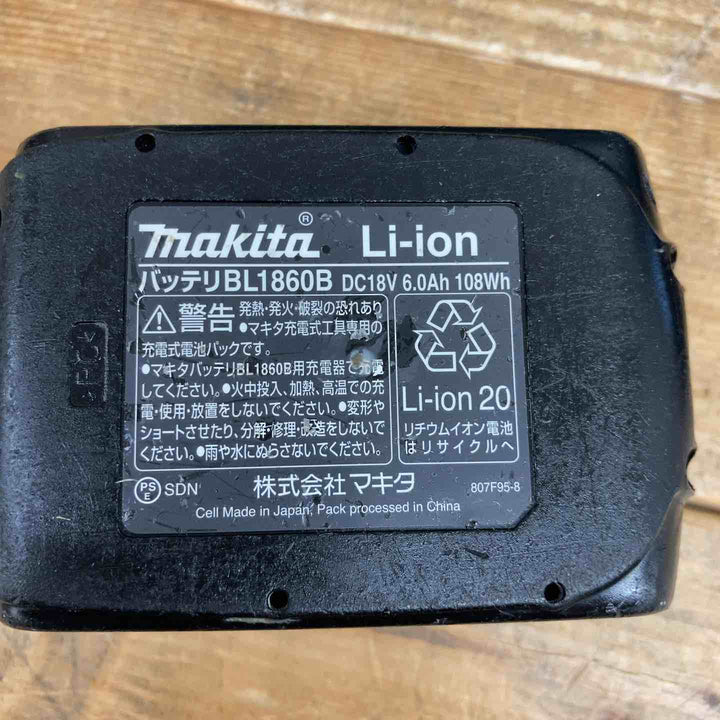 makita® Li-ion
バッテリBL1860B DC18V 6.0Ah 108Wh
警告 発熱・発火・破裂の恐れあり
●マキタ充電式工具専用の
充電式電池パックです。
●マキタバッテリBL1860B用充電器で充電
してください。●火中投入、加熱、高温での充
電・使用・放置をしないでください。●変形や
ショートさせたり、分解・修理・改造をしないで
ください。●雨や水にぬらさないでください。
Li-ion 20
リチウムイオン電池
はリサイクルへ
PSE SDN 株式会社マキタ 807F95-8
Cell Made in Japan, Pack processed in China